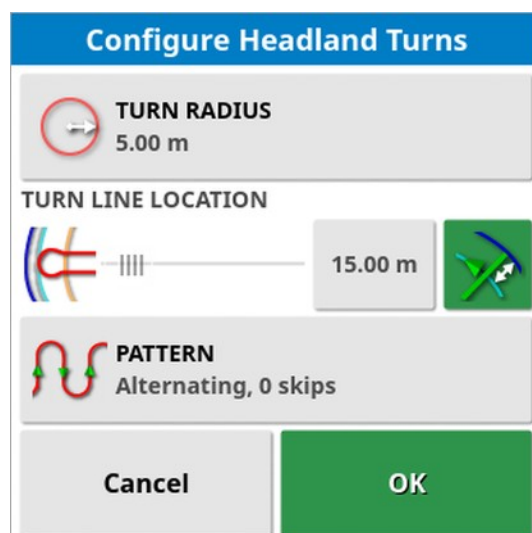 Configure Headland Turns
TURN RADIUS
5.00 m
TURN LINE LOCATION
15.00 m
PATTERN
Alternating, 0 skips
Cancel
OK